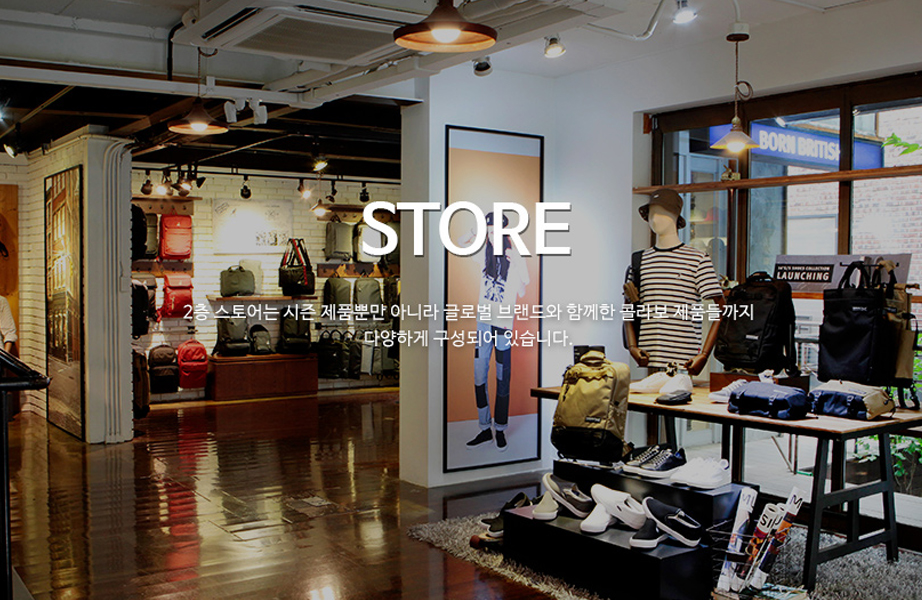 BORN BRITISH
STORE
LAUNCHING
2층 스토어는 시즌 제품뿐만 아니라 글로벌 브랜드와 함께한 콜라보 제품들까지
다양하게 구성되어 있습니다.